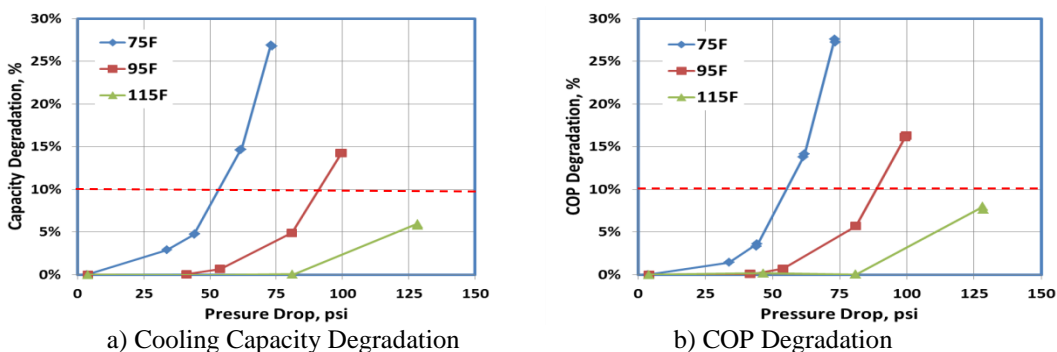 30%
25%
20%
15%
10%
5%
0%
Capacity Degradation, %
75F
95F
115F
0 25 50 75 100 125 150
Presure Drop, psi
a) Cooling Capacity Degradation
30%
25%
20%
15%
10%
5%
0%
COP Degradation, %
75F
95F
115F
0 25 50 75 100 125 150
Pressure Drop, psi
b) COP Degradation